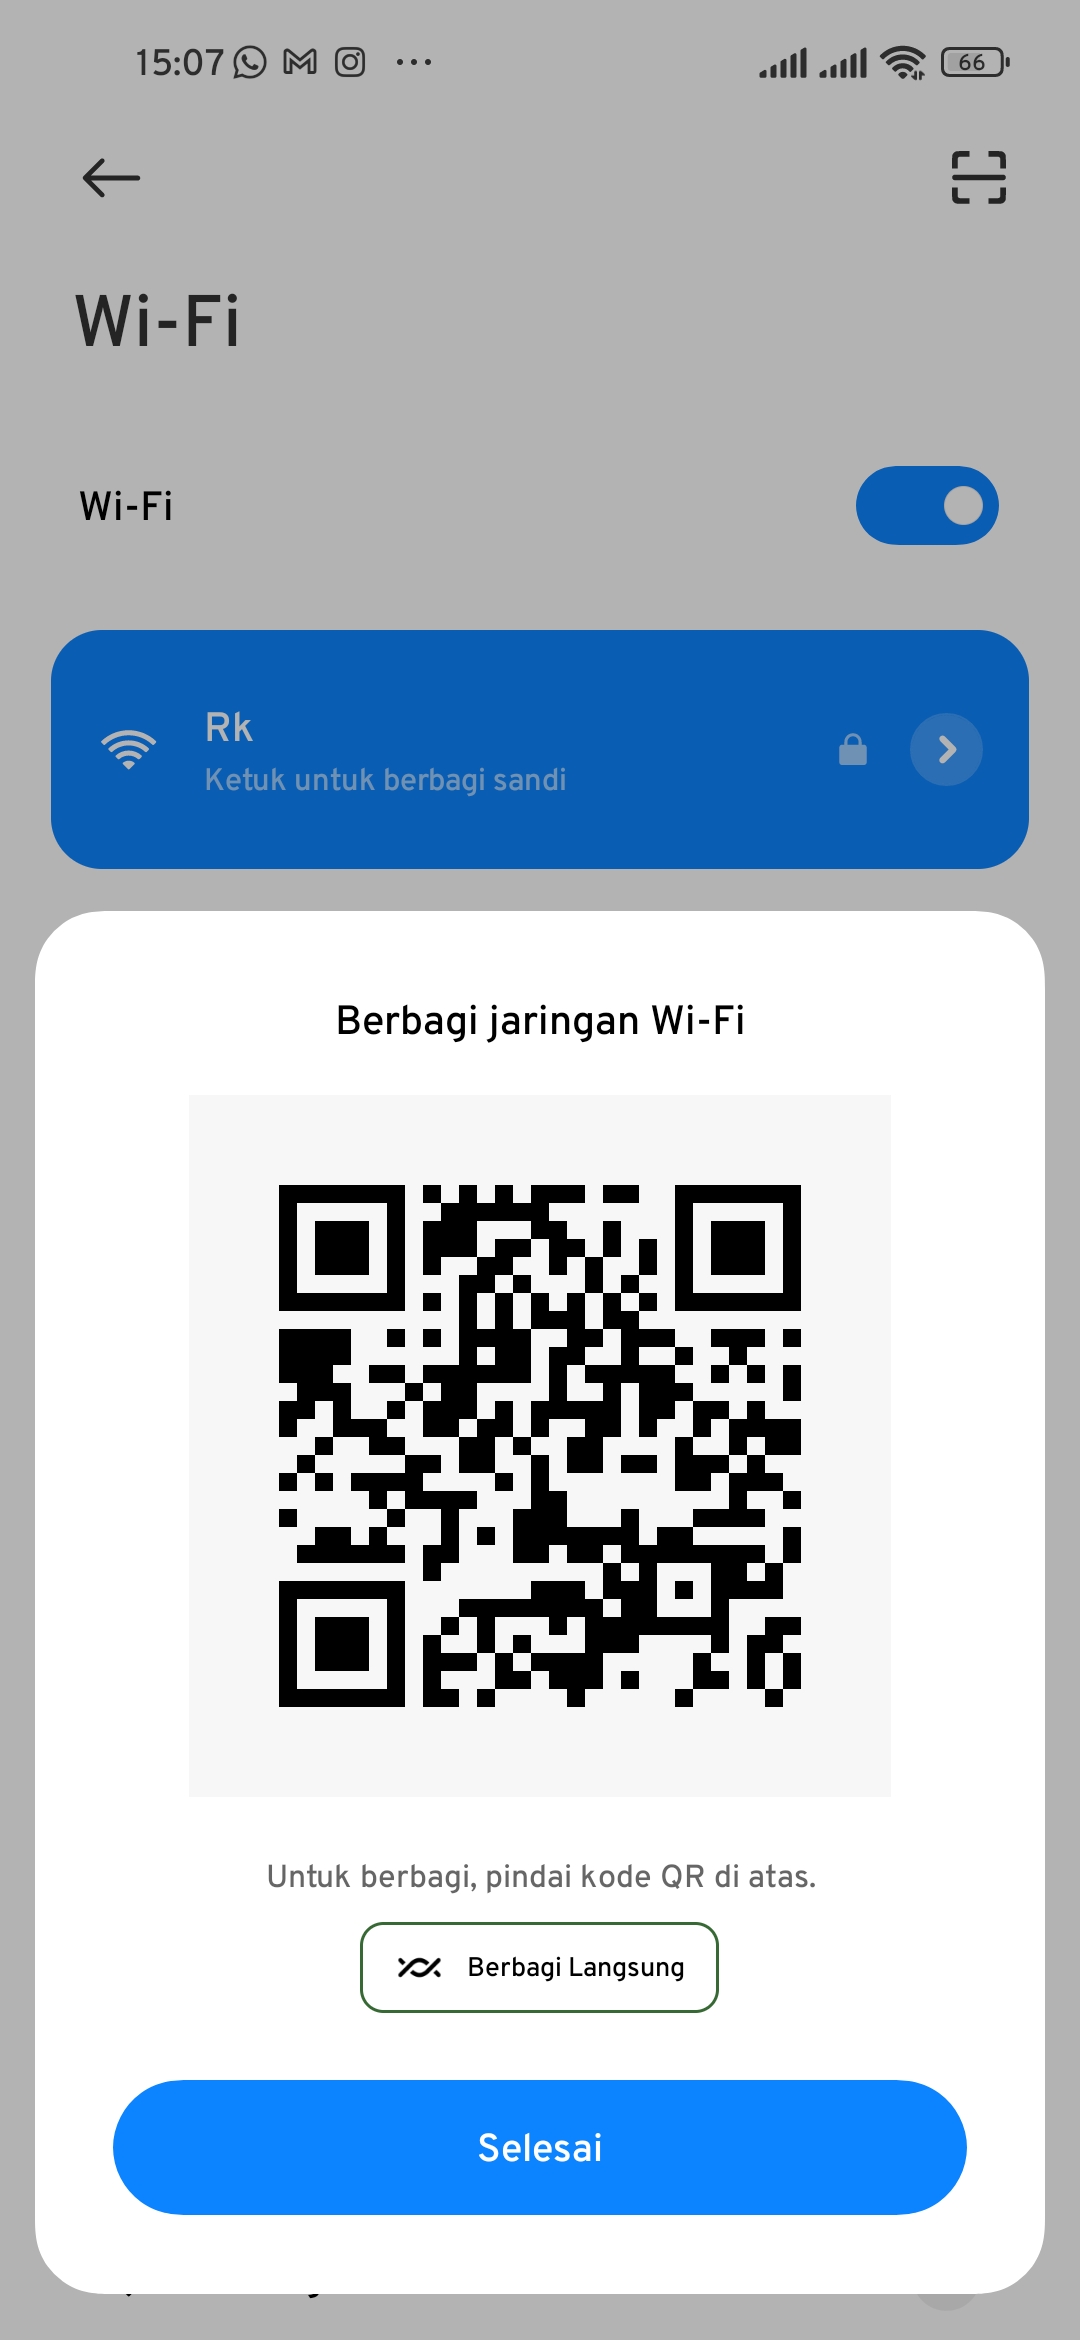 15:07
66
Wi-Fi
Wi-Fi
Rk
Ketuk untuk berbagi sandi
Berbagi jaringan Wi-Fi
Untuk berbagi, pindai kode QR di atas.
Berbagi Langsung
Selesai